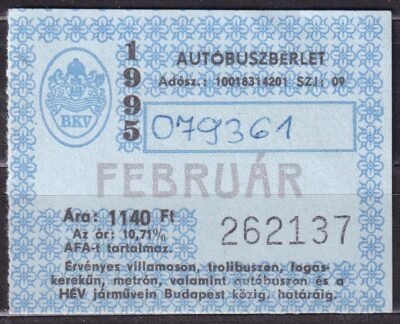 1995
AUTÓBUSZBÉRLET
Adósz.: 10018314201 SZJ: 09
BKV
079361
FEBRUÁR
Ára: 1140 Ft
Az ár: 10,71%
ÁFA-t tartalmaz.
262137
Érvényes villamoson, trolibuszon, fogas-
kerekűn, metrón, valamint autóbuszon és a
HÉV járművein Budapest közig. határáig.